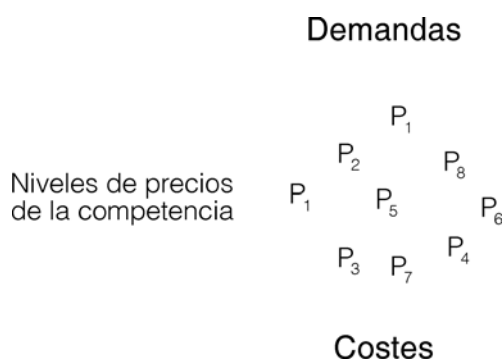 Demandas
P₁
P₂
P₈
Niveles de precios
de la competencia
P₁
P₅
P₆
P₄
P₃
P₇
Costes